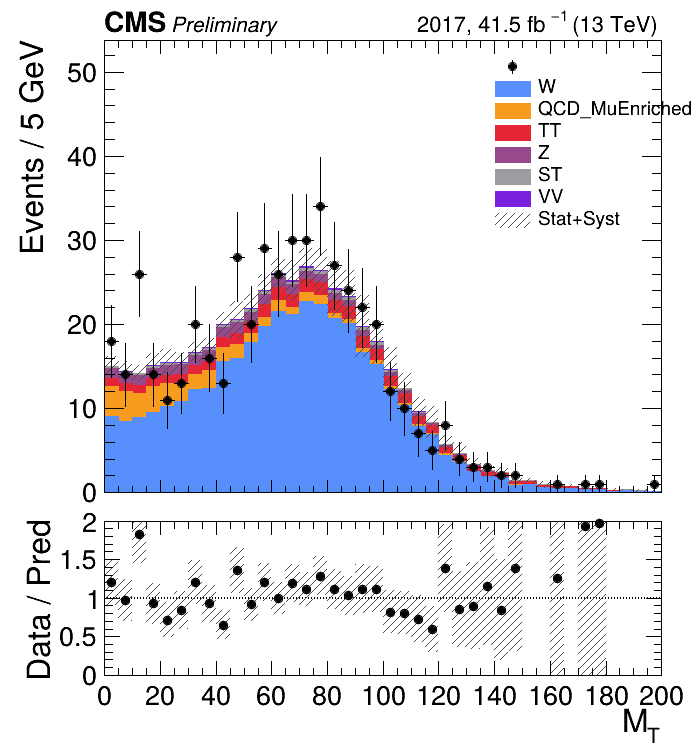 CMS Preliminary 2017, 41.5 fb⁻¹ (13 TeV)
Events / 5 GeV
50
40
30
20
10
0
W
QCD_MuEnriched
TT
Z
ST
VV
Stat+Syst
Data / Pred
2
1.5
1
0.5
0
0 20 40 60 80 100 120 140 160 180 200
M_T